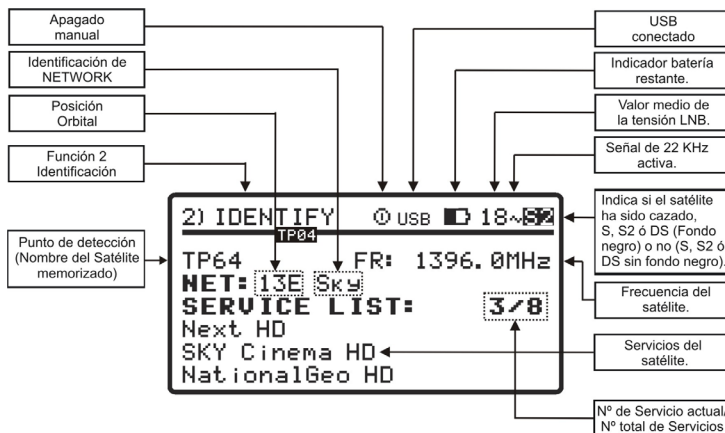 Apagado
manual
Identificación de
NETWORK
Posición
Orbital
Función 2
Identificación
Punto de detección
(Nombre del Satélite
memorizado)
USB
conectado
Indicador batería
restante.
Valor medio de
la tensión LNB.
Señal de 22 KHz
activa.
Indica si el satélite
ha sido cazado,
S, S2 ó DS (Fondo
negro) o no (S, S2 ó
DS sin fondo negro).
Frecuencia del
satélite.
Servicios del
satélite.
Nº de Servicio actual/
Nº total de Servicios
2) IDENTIFY USB 18~S2
TP04
TP64 FR: 1396.0MHz
NET: 13E Sky
SERVICE LIST: 3/8
Next HD
SKY Cinema HD
NationalGeo HD